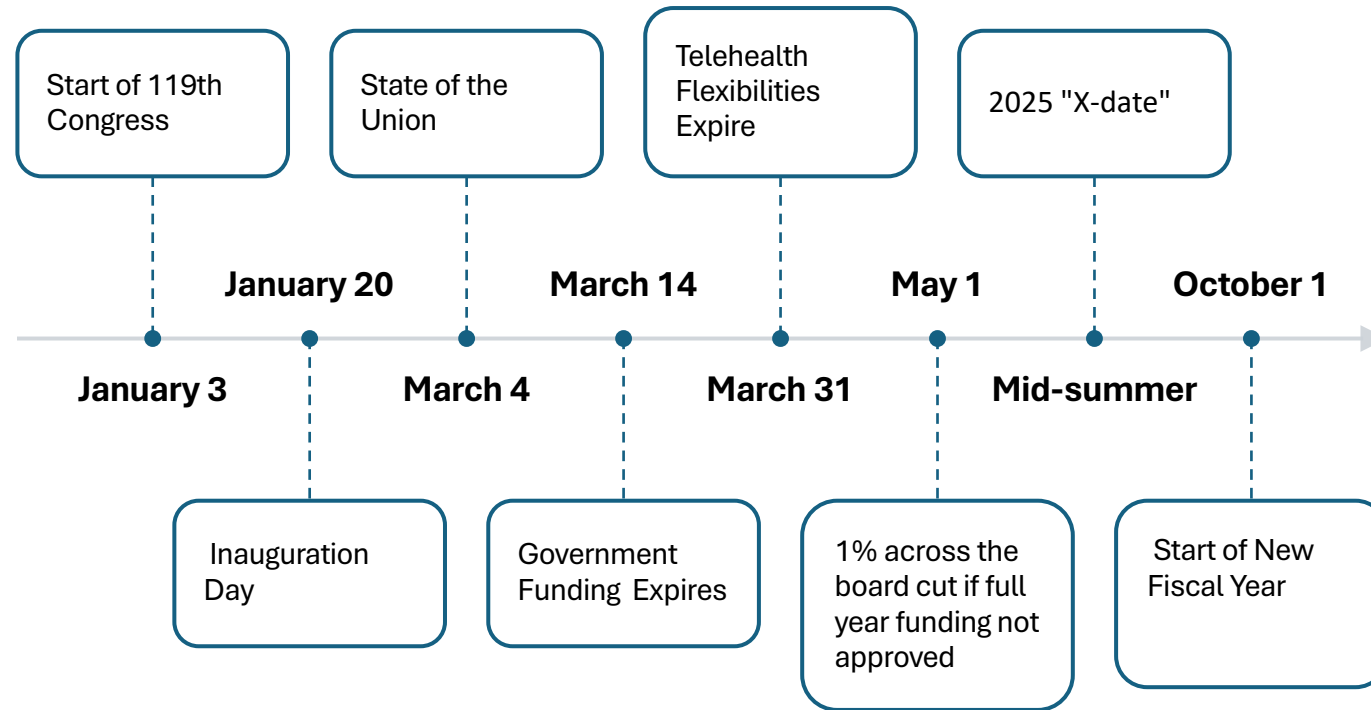 Start of 119th
Congress
State of the
Union
Telehealth
Flexibilities
Expire
2025 "X-date"
January 20
March 14
May 1
October 1
January 3
March 4
March 31
Mid-summer
Inauguration
Day
Government
Funding Expires
1% across the
board cut if full
year funding not
approved
Start of New
Fiscal Year